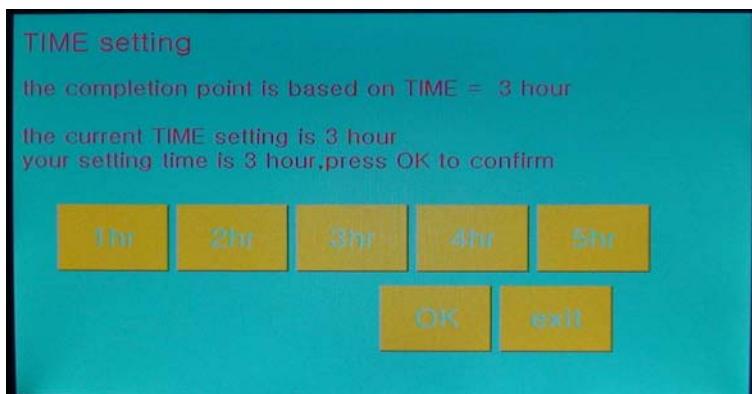 TIME setting
the completion point is based on TIME = 3 hour
the current TIME setting is 3 hour
your setting time is 3 hour,press OK to confirm
1hr 2hr 3hr 4hr 5hr
OK exit